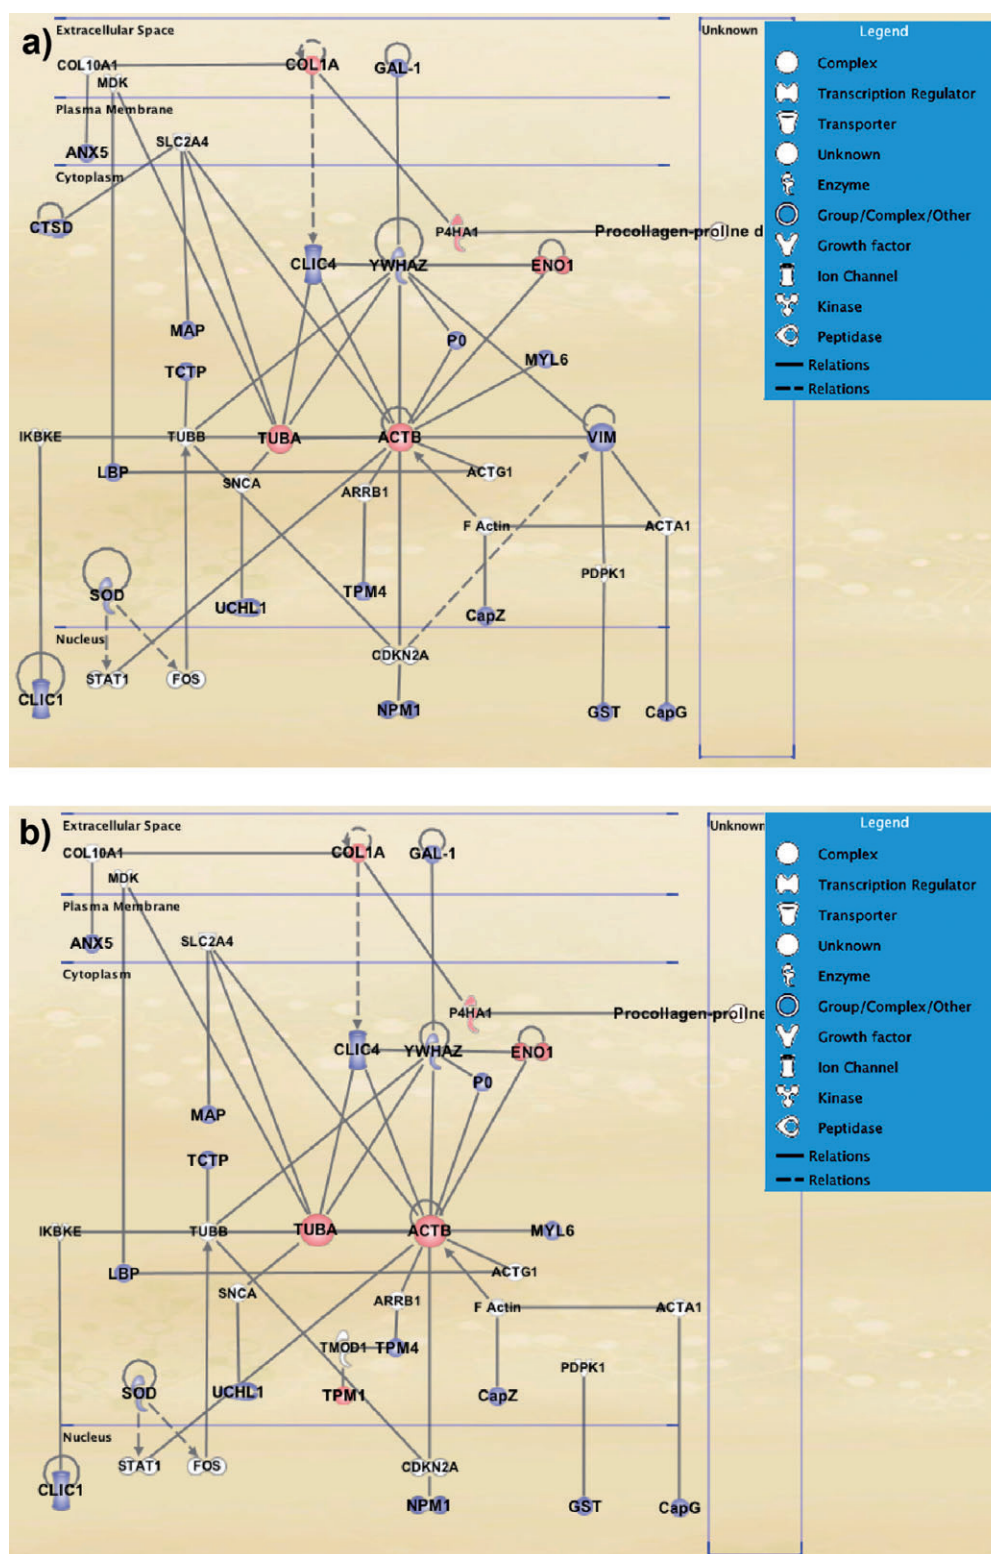 a)
Extracellular Space
Unknown
Legend
COL10A1
COL1A
GAL-1
Complex
MDK
Transcription Regulator
Plasma Membrane
Transporter
SLC2A4
ANX5
Unknown
Cytoplasm
Enzyme
CTSD
P4HA1
Procollagen-proline d
Group/Complex/Other
Growth factor
CLIC4
YWHAZ
ENO1
Ion Channel
Kinase
MAP
P0
Peptidase
MYL6
Relations
TCTP
Relations
IKBKE
TUBB
TUBA
ACTB
VIM
LBP
SNCA
ARRB1
ACTG1
F Actin
ACTA1
PDPK1
SOD
UCHL1
TPM4
CapZ
Nucleus
CDKN2A
STAT1
FOS
CLIC1
NPM1
GST
CapG
b)
Extracellular Space
Unknown
Legend
COL10A1
COL1A
GAL-1
Complex
MDK
Transcription Regulator
Plasma Membrane
Transporter
ANX5
SLC2A4
Unknown
Cytoplasm
Enzyme
P4HA1
Procollagen-proline
Group/Complex/Other
Growth factor
CLIC4
YWHAZ
ENO1
Ion Channel
P0
Kinase
MAP
Peptidase
TCTP
Relations
Relations
IKBKE
TUBB
TUBA
ACTB
MYL6
LBP
ACTG1
SNCA
ARRB1
F Actin
ACTA1
TMOD1
TPM4
PDPK1
SOD
UCHL1
TPM1
CapZ
Nucleus
STAT1
FOS
CDKN2A
CLIC1
NPM1
GST
CapG